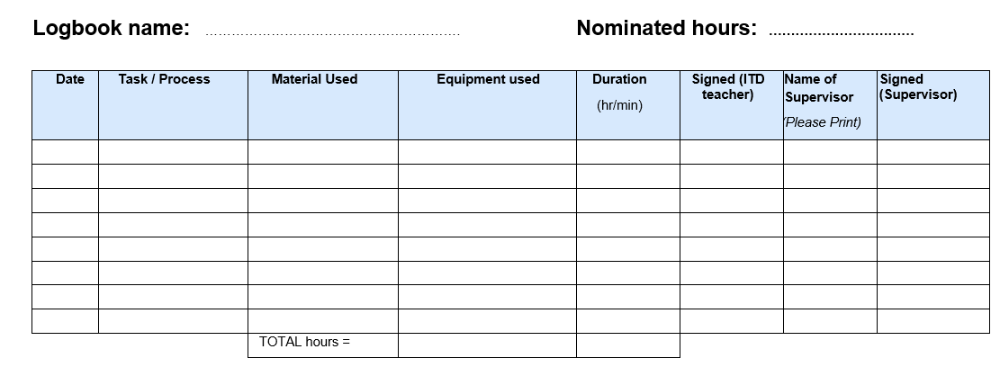 Logbook name: ........................................................ Nominated hours: .................................
Date Task / Process Material Used Equipment used Duration Signed (ITD Name of Signed
teacher) Supervisor (Supervisor)
(hr/min) (Please Print)
TOTAL hours =